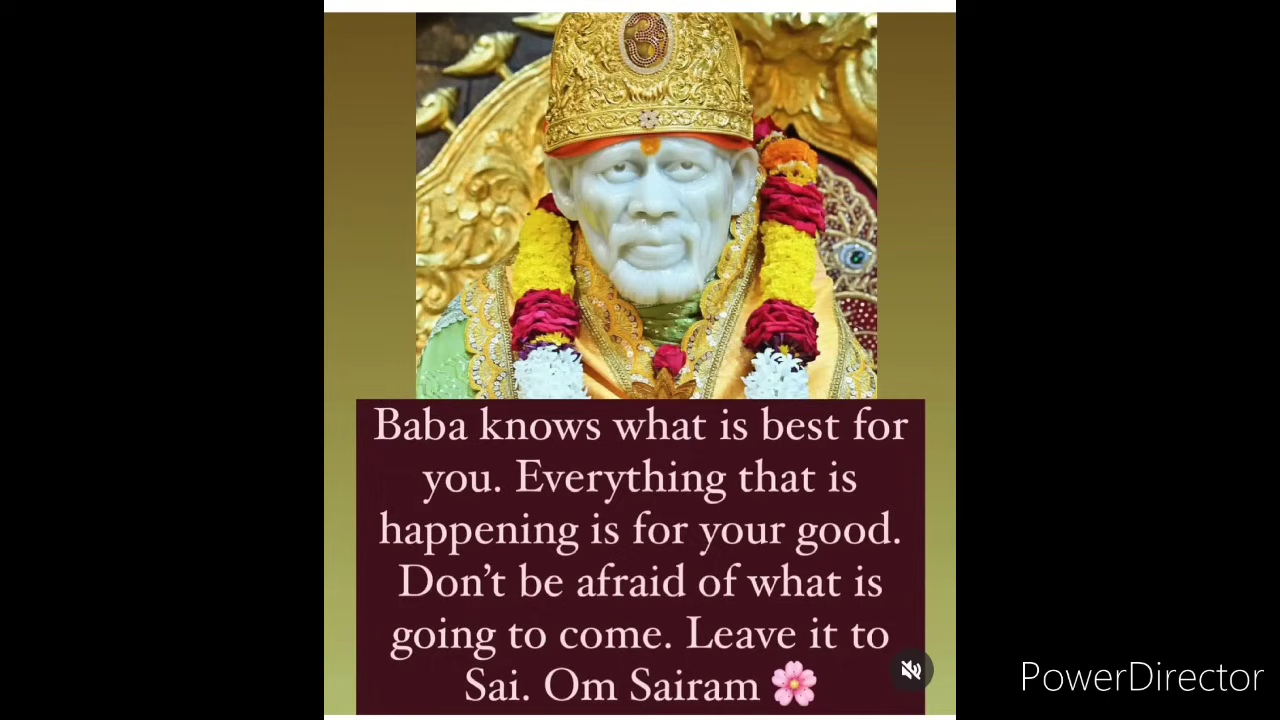 Baba knows what is best for
you. Everything that is
happening is for your good.
Don't be afraid of what is
going to come. Leave it to
Sai. Om Sairam 🌸
PowerDirector